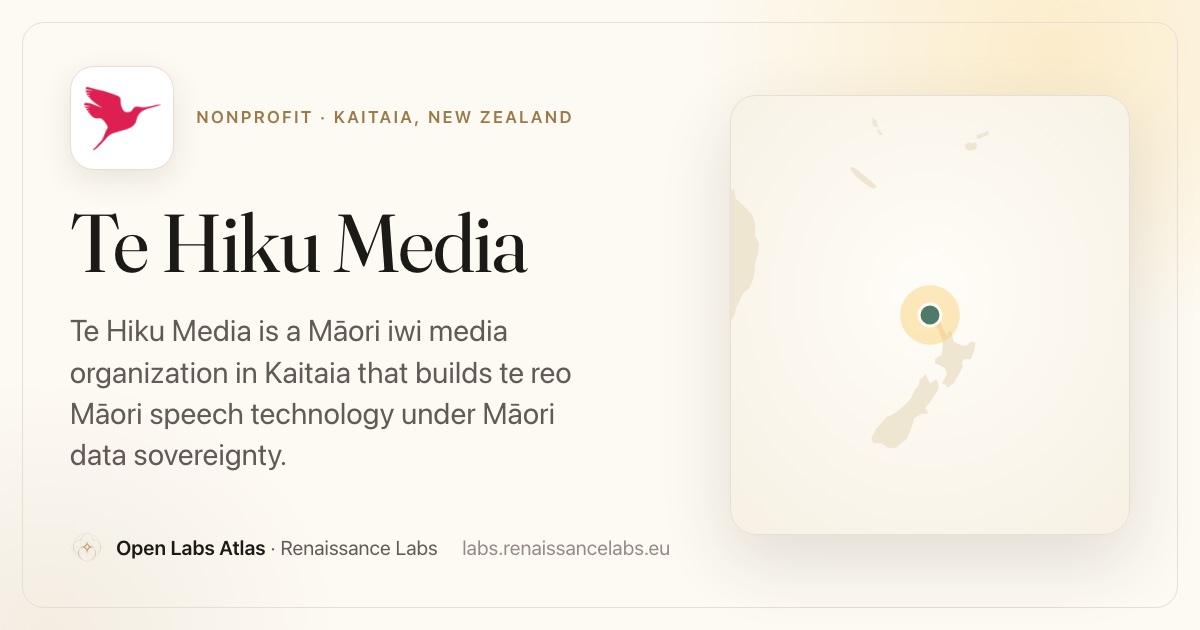 NONPROFIT · KAITAIA, NEW ZEALAND
Te Hiku Media
Te Hiku Media is a Māori iwi media
organization in Kaitaia that builds te reo
Māori speech technology under Māori
data sovereignty.
Open Labs Atlas · Renaissance Labs labs.renaissancelabs.eu